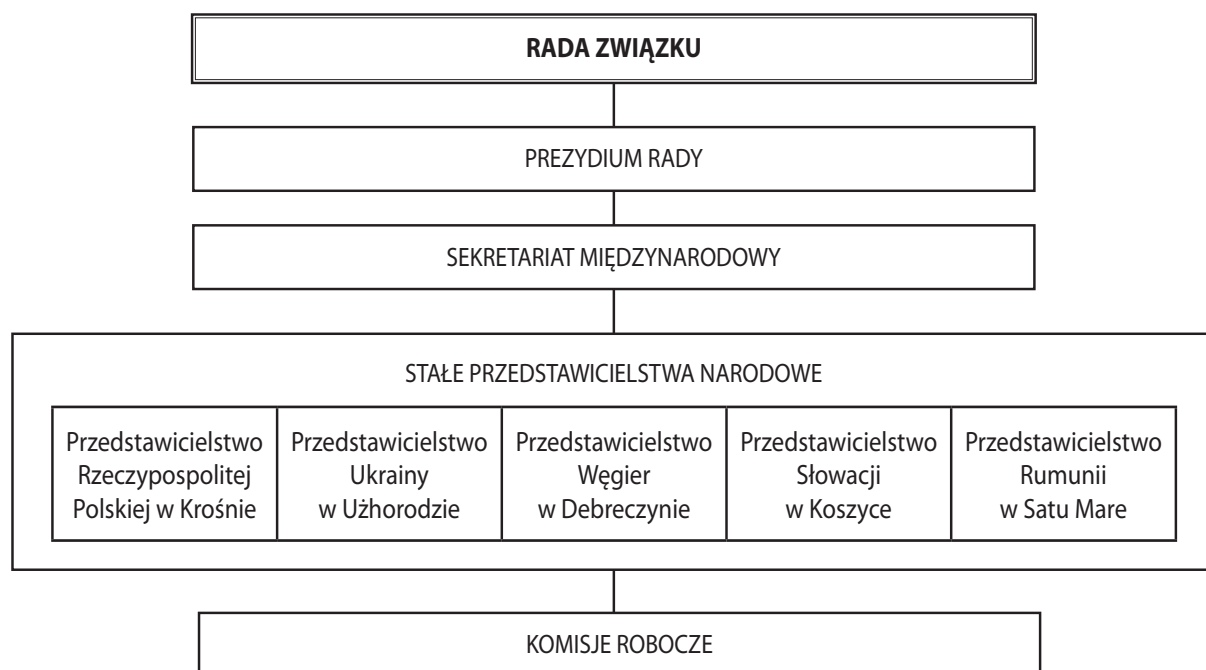 RADA ZWIĄZKU
PREZYDIUM RADY
SEKRETARIAT MIĘDZYNARODOWY
STAŁE PRZEDSTAWICIELSTWA NARODOWE
Przedstawicielstwo
Rzeczypospolitej
Polskiej w Krośnie
Przedstawicielstwo
Ukrainy
w Użhorodzie
Przedstawicielstwo
Węgier
w Debreczynie
Przedstawicielstwo
Słowacji
w Koszyce
Przedstawicielstwo
Rumunii
w Satu Mare
KOMISJE ROBOCZE